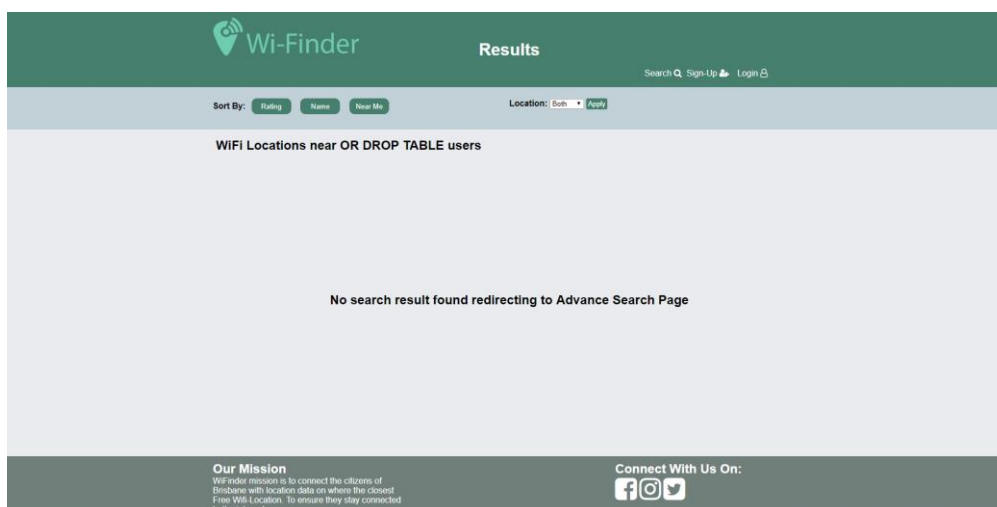 Wi-Finder
Results
Search Sign-Up Login
Sort By: Rating Name Near Me Location: Both Apply
WiFi Locations near OR DROP TABLE users
No search result found redirecting to Advance Search Page
Our Mission
WiFinder mission is to connect the citizens of
Brisbane with location data on where the closest
Free Wifi-Location. To ensure they stay connected
Connect With Us On: